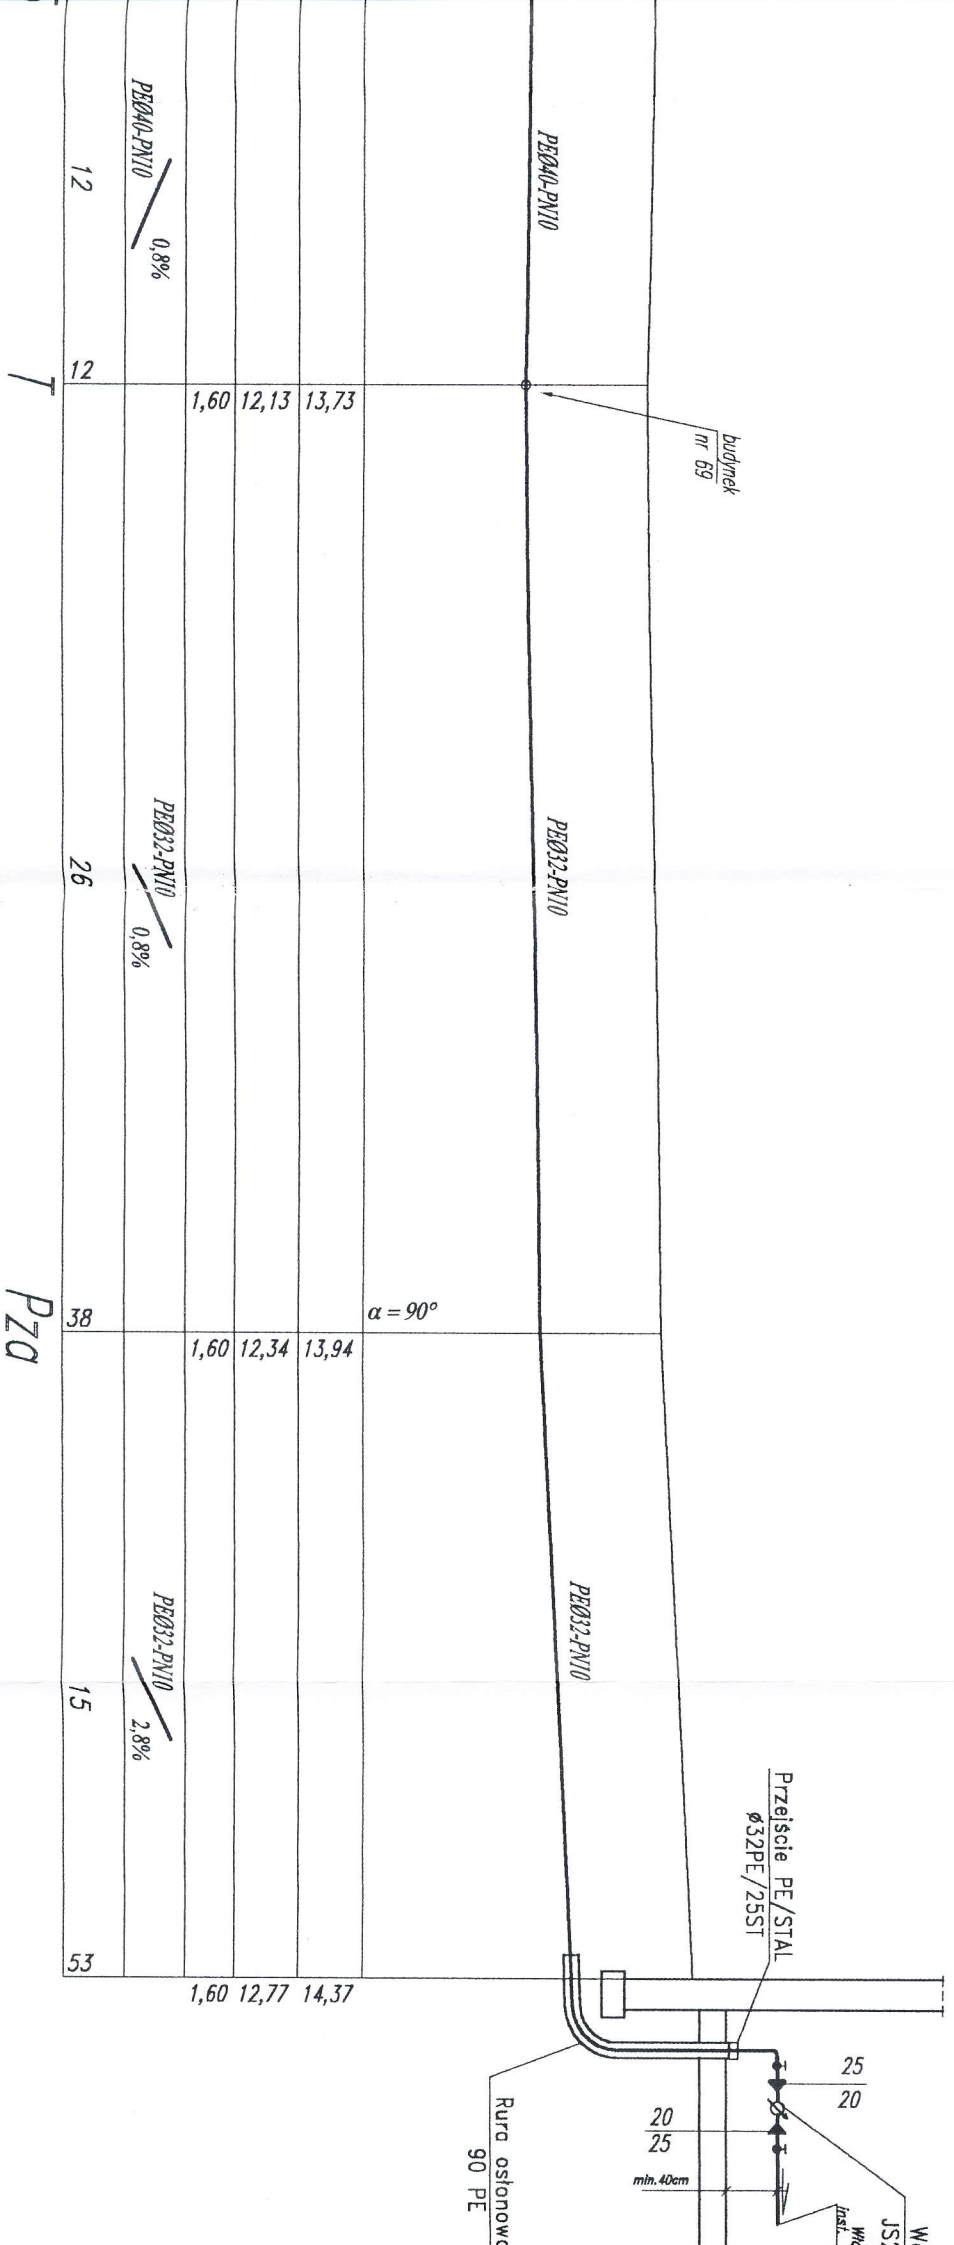 PEØ40-PN10
budynek
nr 69
PEØ32-PN10
PEØ32-PN10
Przejście PE/STAL
ø32PE/25ST
25
20
20
25
min. 40cm
Rura osłonowa
90 PE
α = 90°
13,73
13,94
14,37
12,13
12,34
12,77
1,60
1,60
1,60
PEØ40-PN10
0,8%
PEØ32-PN10
0,8%
PEØ32-PN10
2,8%
12
12
26
38
15
53
T
Pza